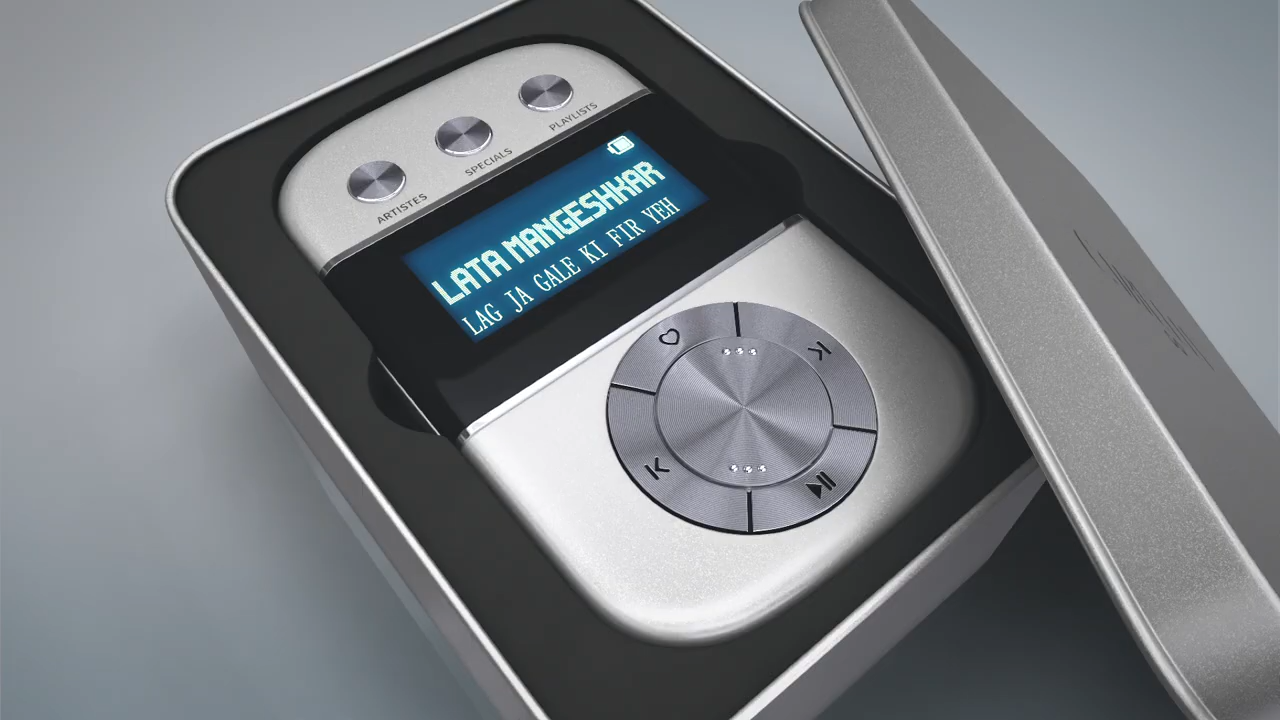 ARTISTES
SPECIALS
PLAYLISTS
LATA MANGESHKAR
LAG JA GALE KI FIR YEH